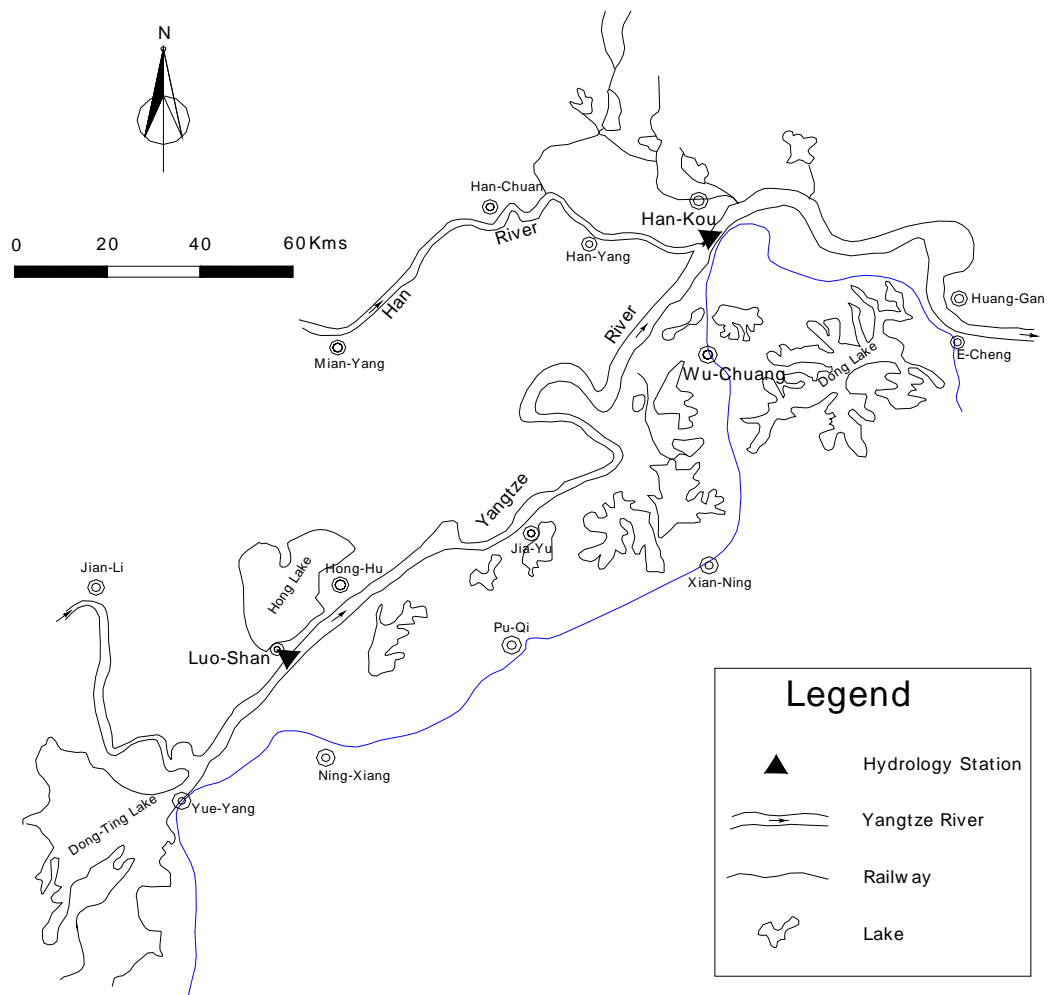 N
Han-Chuan
Han-Kou
River
Han-Yang
0 20 40 60Kms
Huang-Gan
Han
River
E-Cheng
Mian-Yang
Wu-Chuang
Dong Lake
Yangtze
Jia-Yu
Jian-Li
Hong-Hu
Hong Lake
Xian-Ning
Pu-Qi
Luo-Shan
Legend
Hydrology Station
Ning-Xiang
Yue-Yang
Dong-Ting Lake
Yangtze River
Railway
Lake